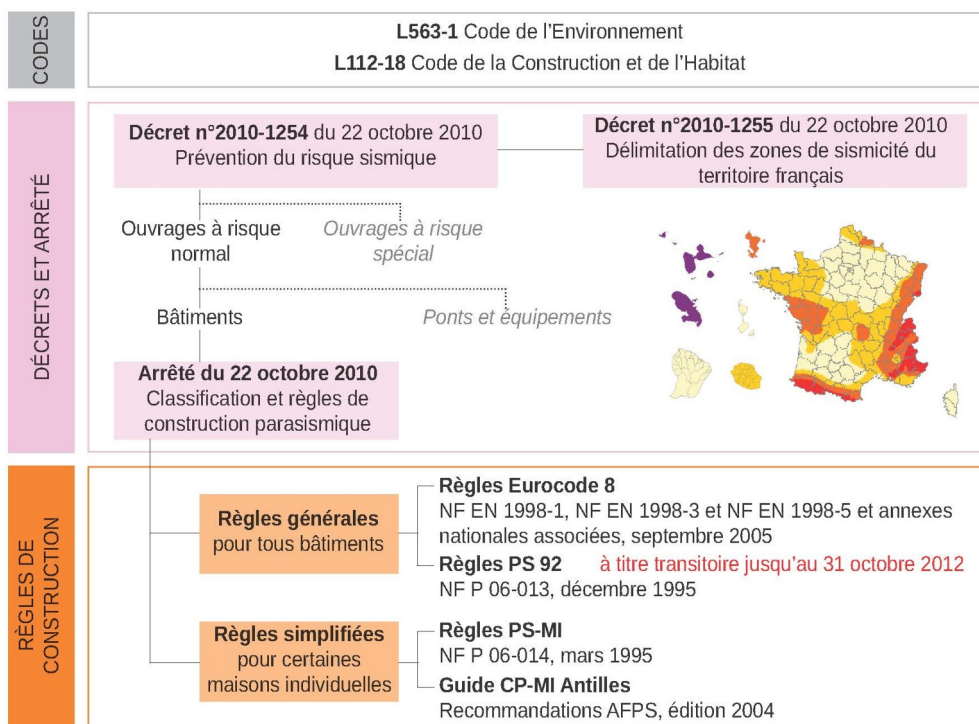 CODES
L563-1 Code de l'Environnement
L112-18 Code de la Construction et de l'Habitat
DÉCRETS ET ARRÊTÉ
Décret n°2010-1254 du 22 octobre 2010
Prévention du risque sismique
Décret n°2010-1255 du 22 octobre 2010
Délimitation des zones de sismicité du
territoire français
Ouvrages à risque
normal
Ouvrages à risque
spécial
Bâtiments
Ponts et équipements
Arrêté du 22 octobre 2010
Classification et règles de
construction parasismique
RÈGLES DE
CONSTRUCTION
Règles générales
pour tous bâtiments
Règles Eurocode 8
NF EN 1998-1, NF EN 1998-3 et NF EN 1998-5 et annexes
nationales associées, septembre 2005
Règles PS 92 à titre transitoire jusqu'au 31 octobre 2012
NF P 06-013, décembre 1995
Règles simplifiées
pour certaines
maisons individuelles
Règles PS-MI
NF P 06-014, mars 1995
Guide CP-MI Antilles
Recommandations AFPS, édition 2004